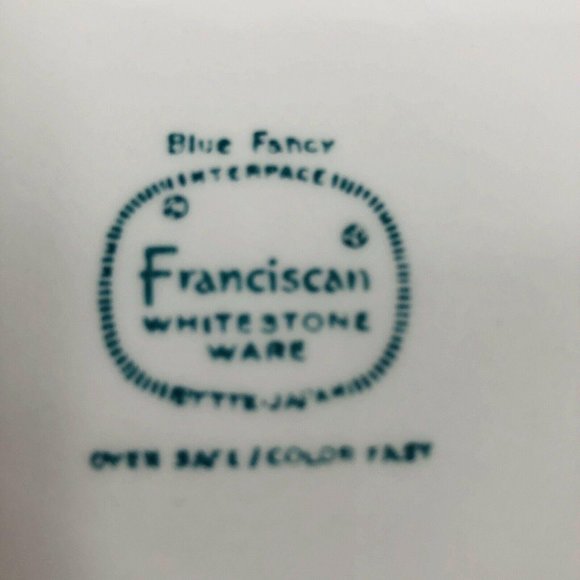 Blue Fancy
INTERPACE
Franciscan
WHITESTONE
WARE
OVEN SAFE/COLOR FAST